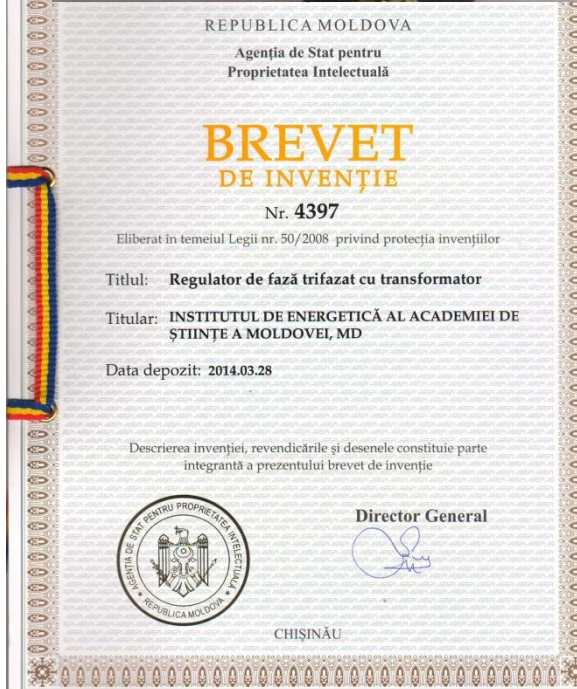 REPUBLICA MOLDOVA
Agenția de Stat pentru
Proprietatea Intelectuală
BREVET
DE INVENȚIE
Nr. 4397
Eliberat în temeiul Legii nr. 50/2008 privind protecția invențiilor
Titlul: Regulator de fază trifazat cu transformator
Titular: INSTITUTUL DE ENERGETICĂ AL ACADEMIEI DE
ȘTIINȚE A MOLDOVEI, MD
Data depozit: 2014.03.28
Descrierea invenției, revendicările și desenele constituie parte
integrantă a prezentului brevet de invenție
Director General
AGENȚIA DE STAT PENTRU PROPRIETATEA INTELECTUALĂ
REPUBLICA MOLDOVA
CHIȘINĂU